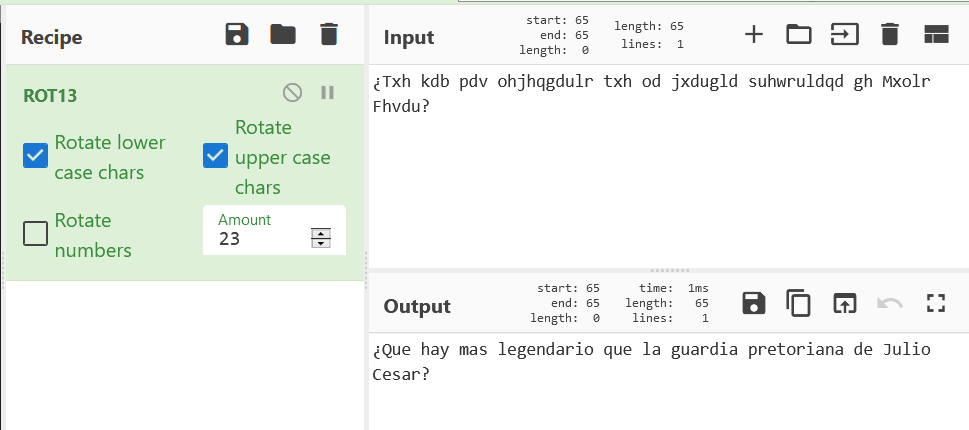 Recipe
ROT13
Rotate lower case chars
Rotate upper case chars
Rotate numbers
Amount
23
Input
start: 65
end: 65
length: 0
length: 65
lines: 1
¿Txh kdb pdv ohjhqgdulr txh od jxdugld suhwruldqd gh Mxolr
Fhvdu?
Output
start: 65
end: 65
length: 0
time: 1ms
length: 65
lines: 1
¿Que hay mas legendario que la guardia pretoriana de Julio
Cesar?